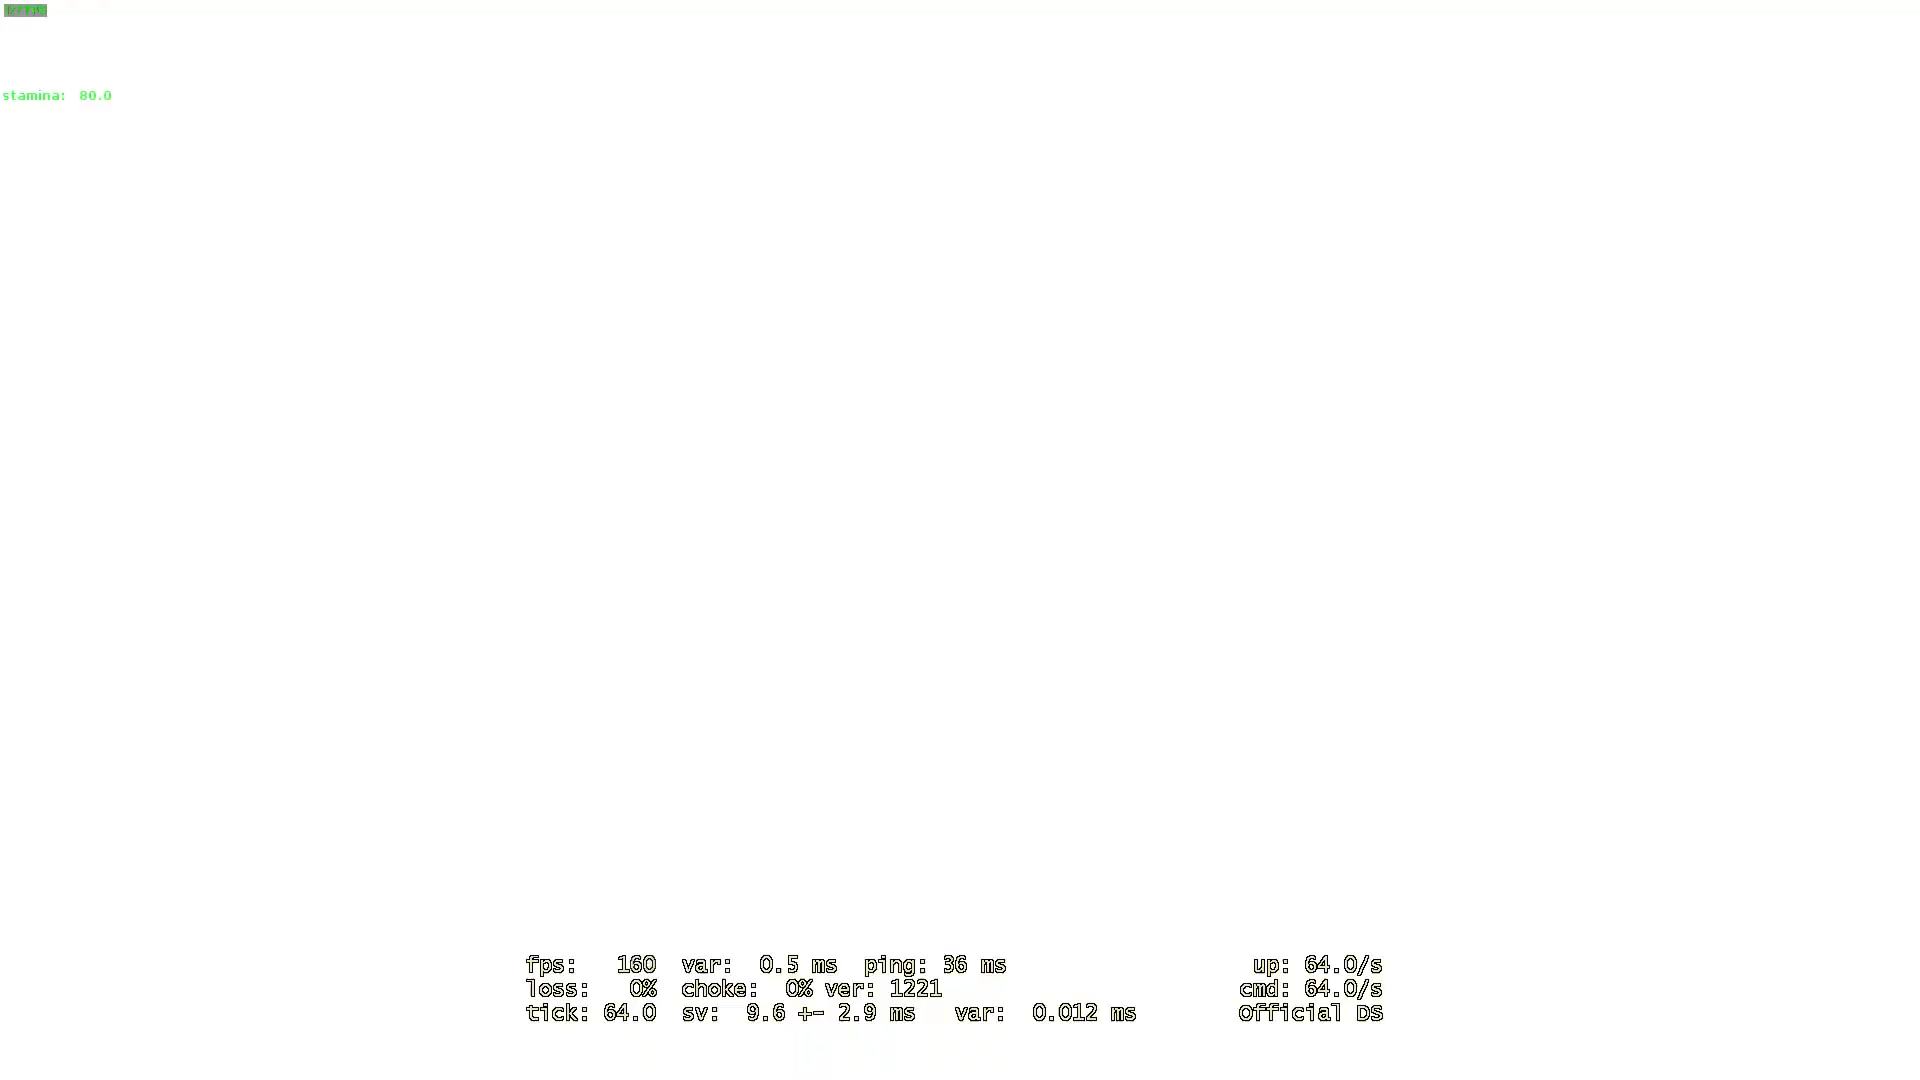 stamina: 80.0
fps: 160 var: 0.5 ms ping: 36 ms up: 64.0/s
loss: 0% choke: 0% ver: 1221 cmd: 64.0/s
tick: 64.0 sv: 9.6 +- 2.9 ms var: 0.012 ms Official DS